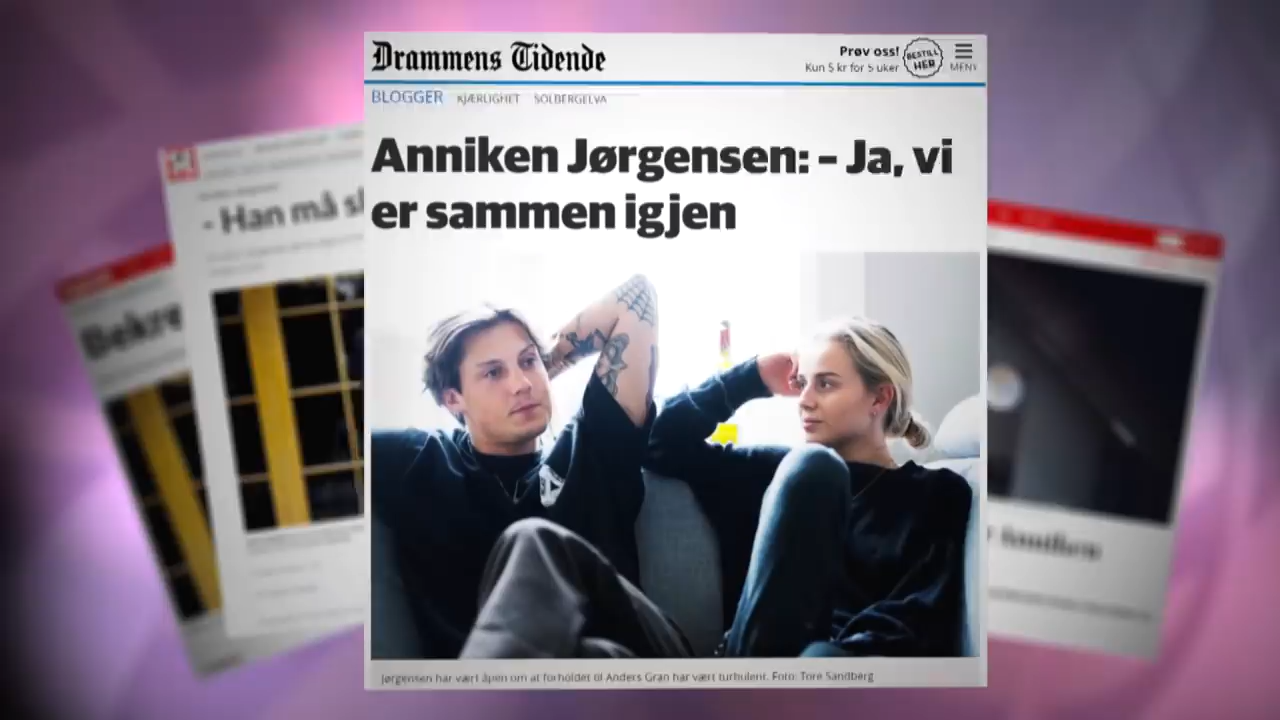 Drammens Tidende
Prøv oss!
Kun 5 kr for 5 uker
BESTILL
HER
MENY
BLOGGER KJÆRLIGHET SOLBERGELVA
Anniken Jørgensen: – Ja, vi
er sammen igjen
Jørgensen har vært åpen om at forholdet til Anders Gran har vært turbulent. Foto: Tore Sandberg
- Han må
Bekre